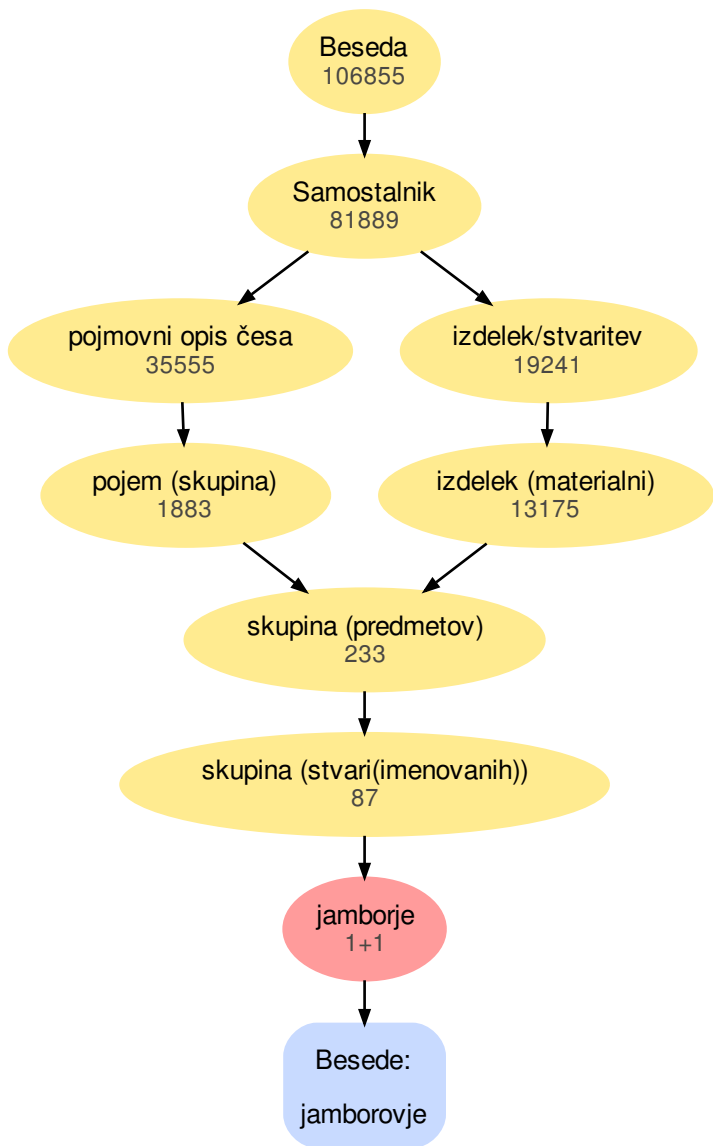 Beseda
106855
Samostalnik
81889
pojmovni opis česa
35555
izdelek/stvaritev
19241
pojem (skupina)
1883
izdelek (materialni)
13175
skupina (predmetov)
233
skupina (stvari(imenovanih))
87
jamborje
1+1
Besede:
jamborovje